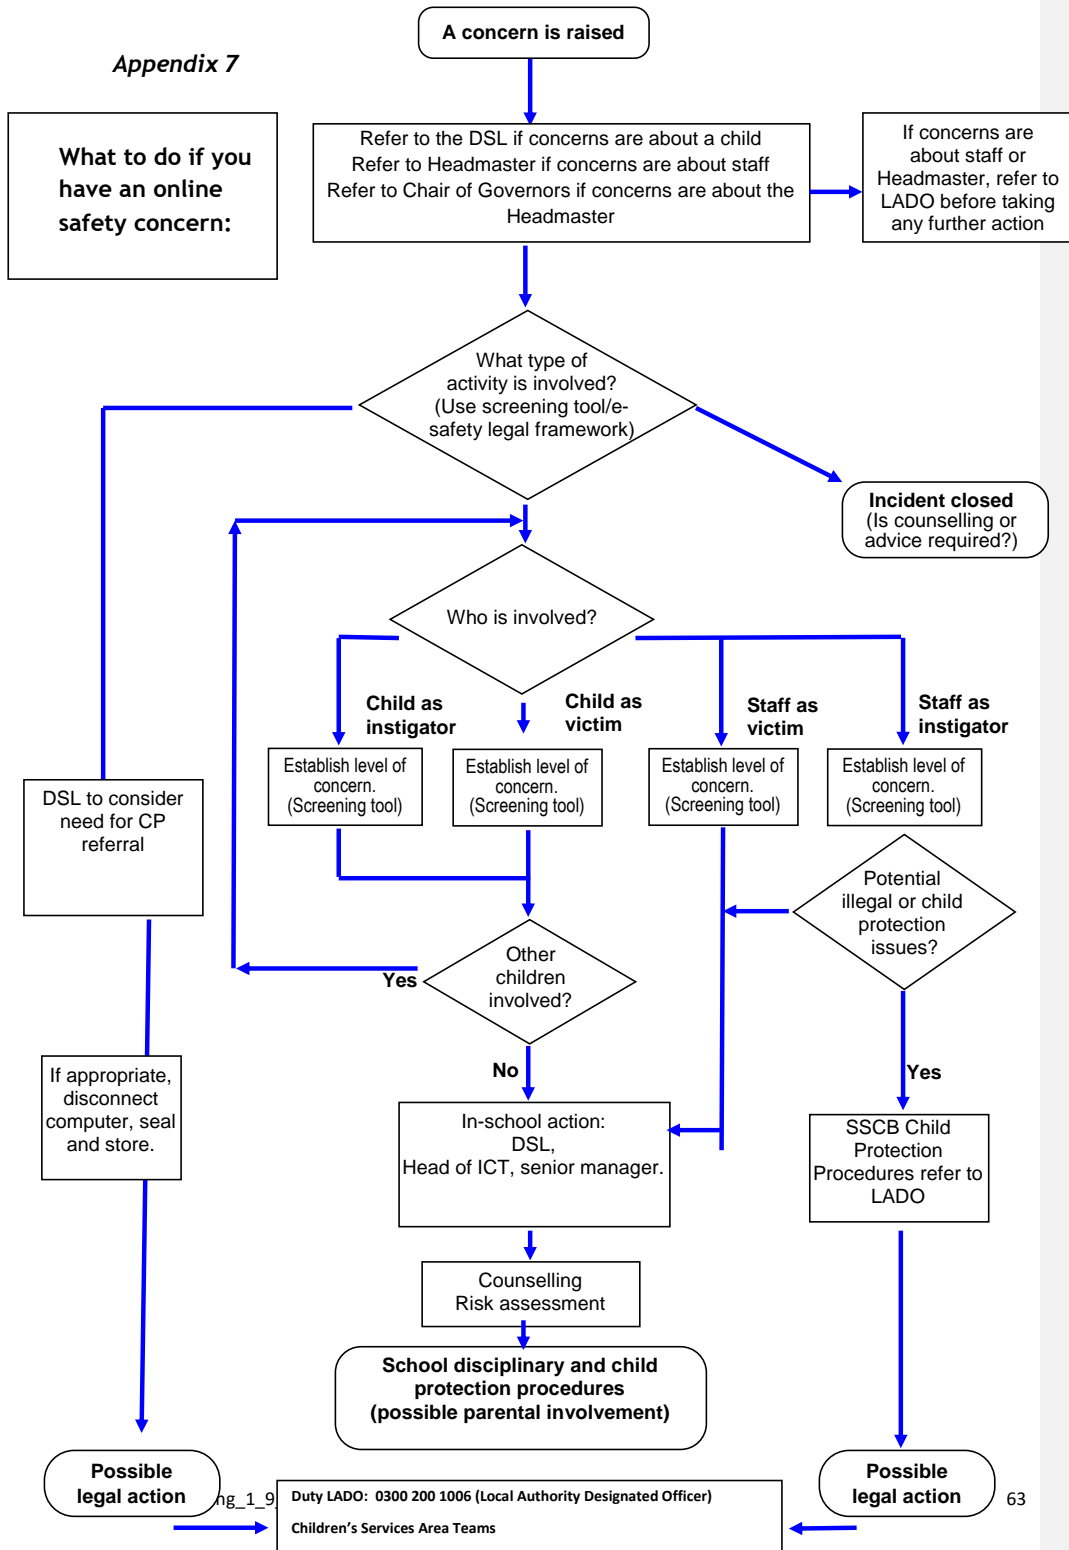 A concern is raised
Appendix 7
What to do if you
have an online
safety concern:
Refer to the DSL if concerns are about a child
Refer to Headmaster if concerns are about staff
Refer to Chair of Governors if concerns are about the
Headmaster
If concerns are
about staff or
Headmaster, refer to
LADO before taking
any further action
What type of
activity is involved?
(Use screening tool/e-
safety legal framework)
Incident closed
(Is counselling or
advice required?)
Who is involved?
Child as
instigator
Child as
victim
Staff as
victim
Staff as
instigator
Establish level of
concern.
(Screening tool)
Establish level of
concern.
(Screening tool)
Establish level of
concern.
(Screening tool)
Establish level of
concern.
(Screening tool)
DSL to consider
need for CP
referral
Potential
illegal or child
protection
issues?
Other
children
involved?
Yes
No
Yes
If appropriate,
disconnect
computer, seal
and store.
In-school action:
DSL,
Head of ICT, senior manager.
SSCB Child
Protection
Procedures refer to
LADO
Counselling
Risk assessment
School disciplinary and child
protection procedures
(possible parental involvement)
Possible
legal action
Possible
legal action
ng_1_9
Duty LADO: 0300 200 1006 (Local Authority Designated Officer)
Children's Services Area Teams
63